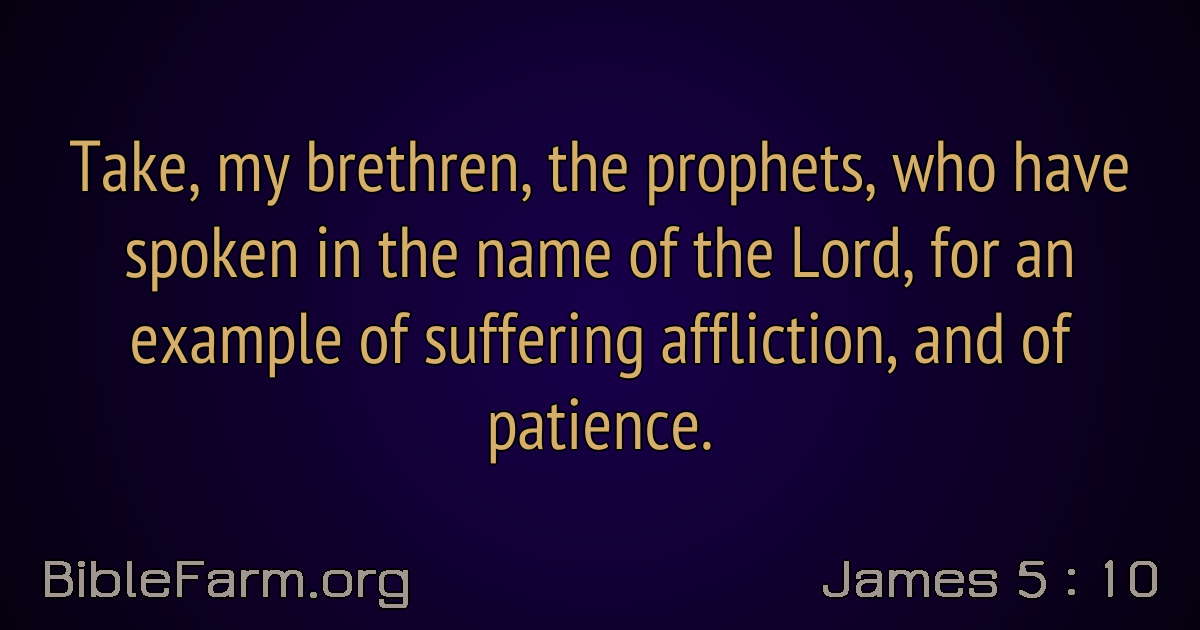 Take, my brethren, the prophets, who have
spoken in the name of the Lord, for an
example of suffering affliction, and of
patience.
BibleFarm.org
James 5 : 10